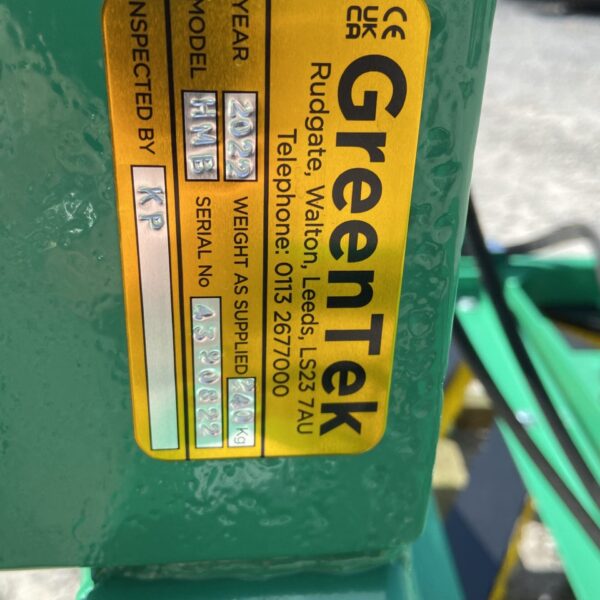 CE UK CA
GreenTek
Rudgate, Walton, Leeds, LS23 7AU
Telephone: 0113 2677000
YEAR 2022 WEIGHT AS SUPPLIED 240 Kg
MODEL HMB SERIAL No 4320622
INSPECTED BY KP